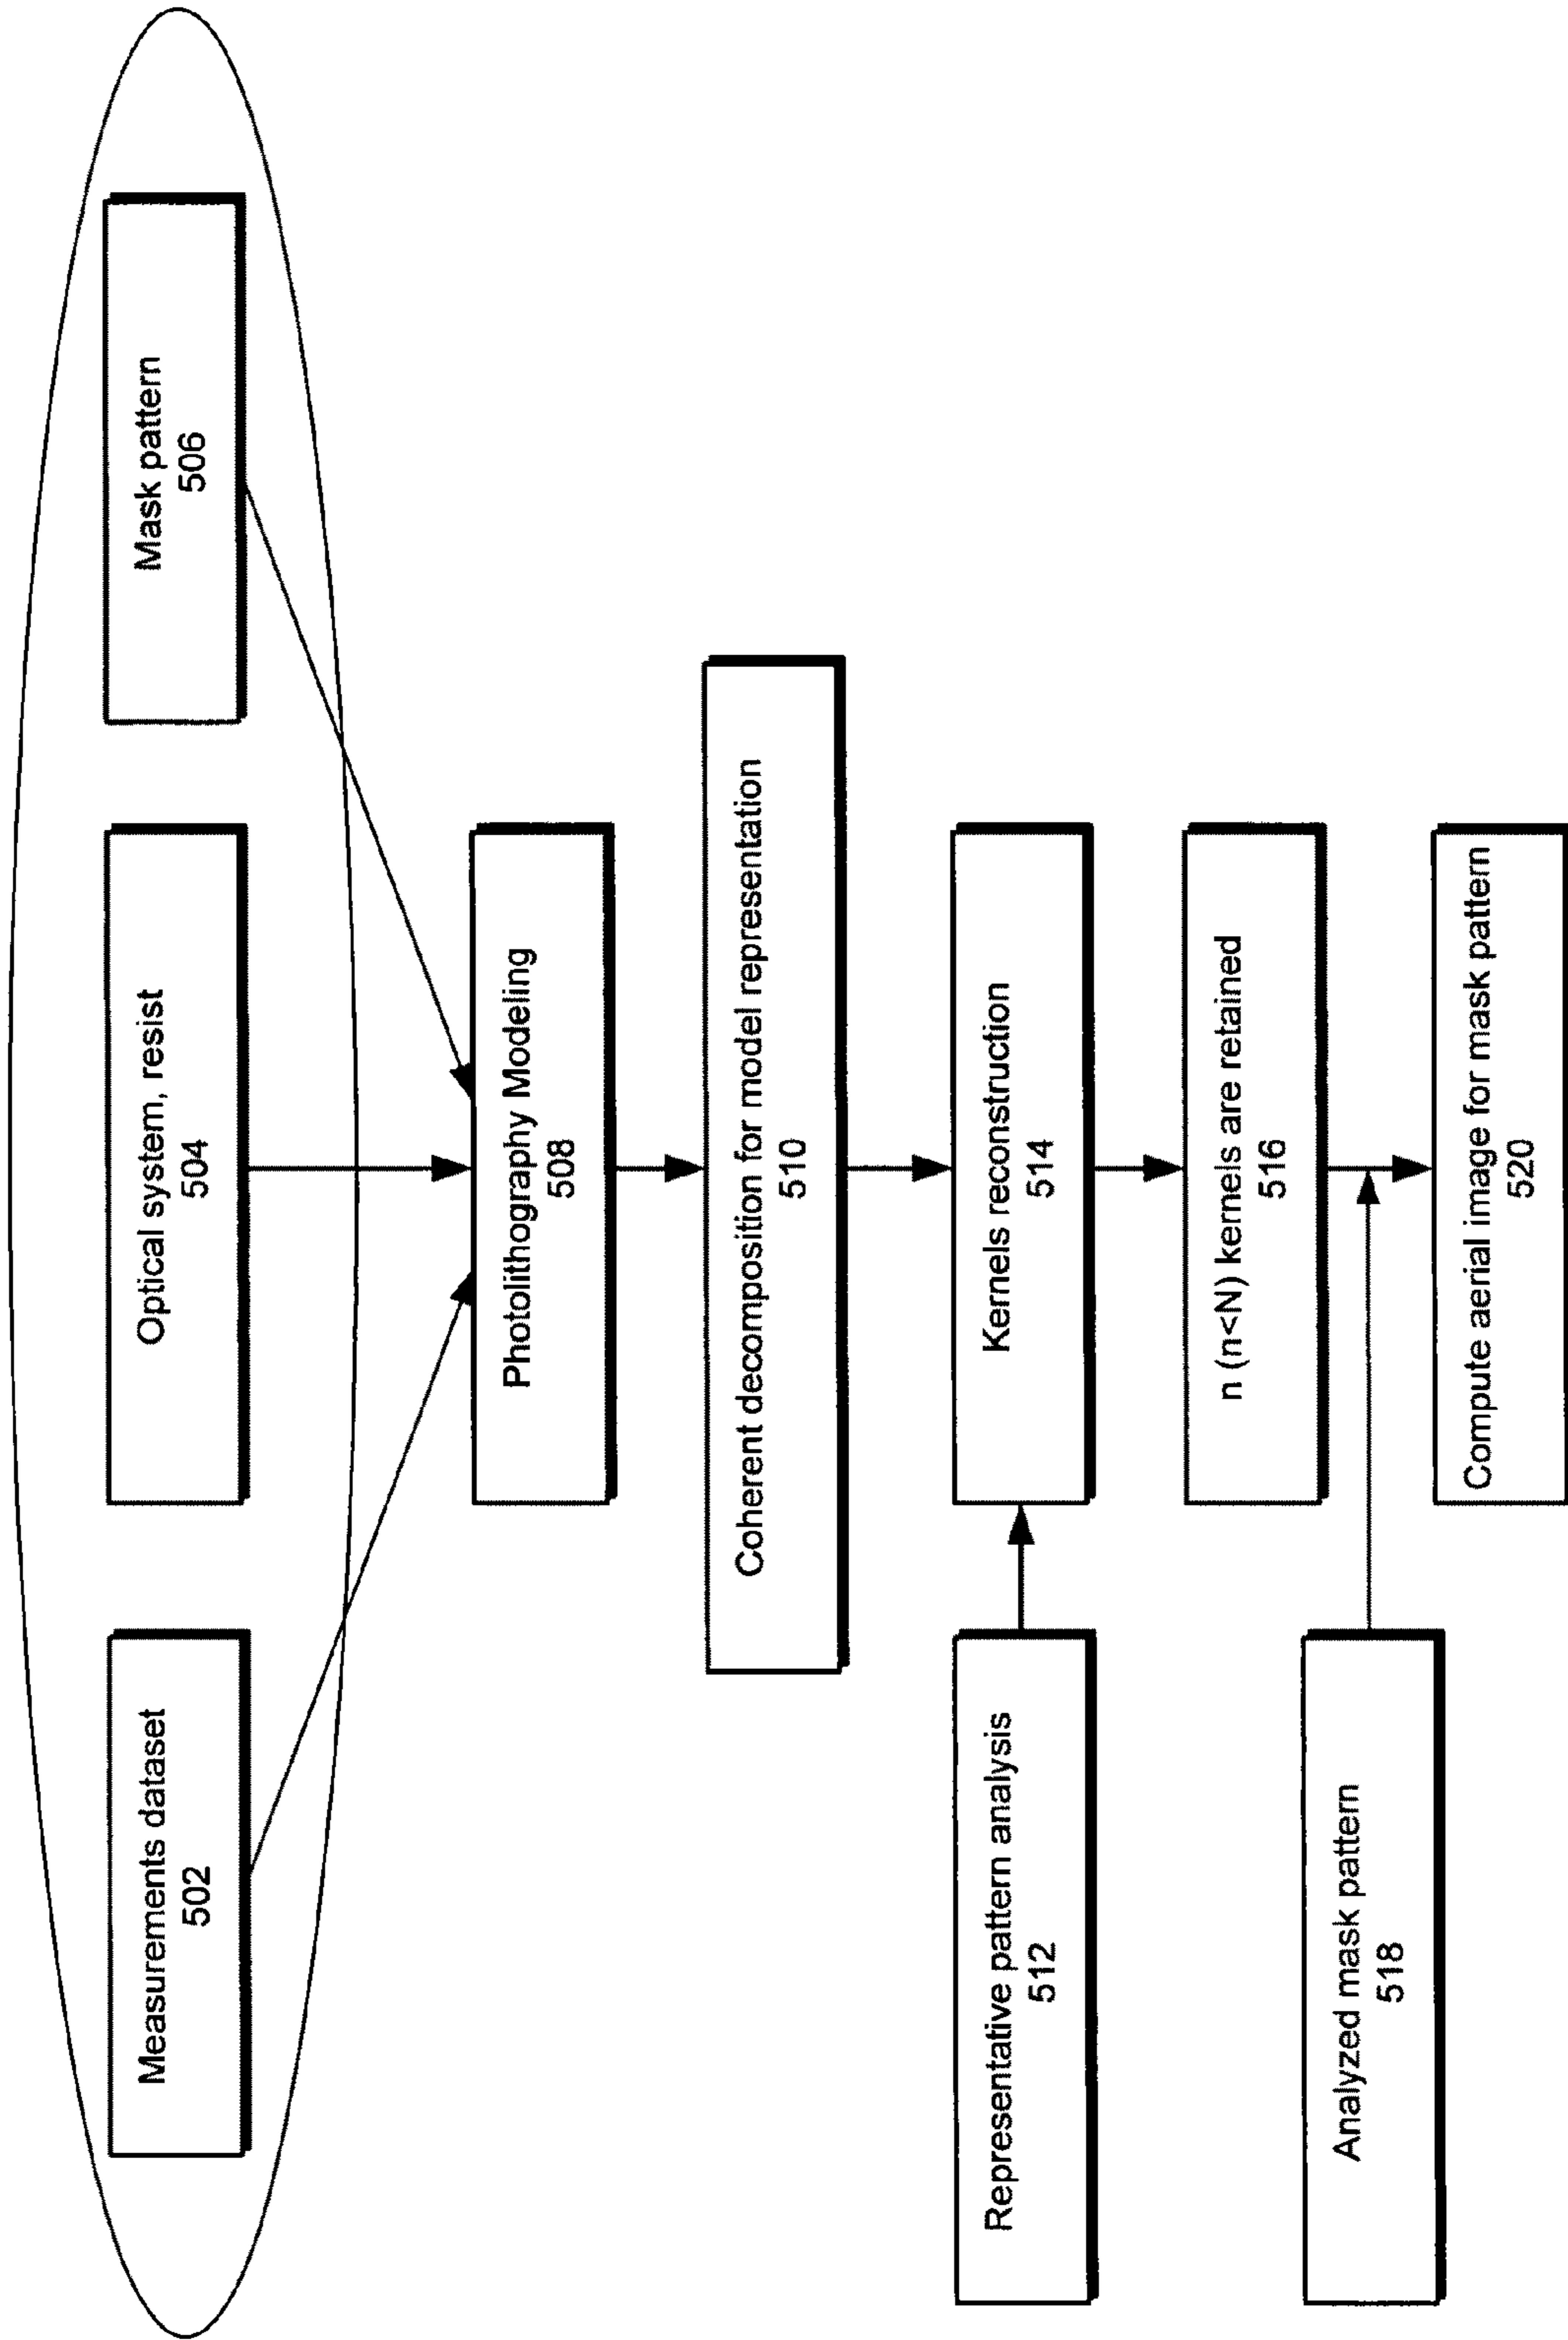 Measurements dataset
502
Optical system, resist
504
Mask pattern
506
Photolithography Modeling
508
Coherent decomposition for model representation
510
Representative pattern analysis
512
Kernels reconstruction
514
n (n<N) kernels are retained
516
Analyzed mask pattern
518
Compute aerial image for mask pattern
520